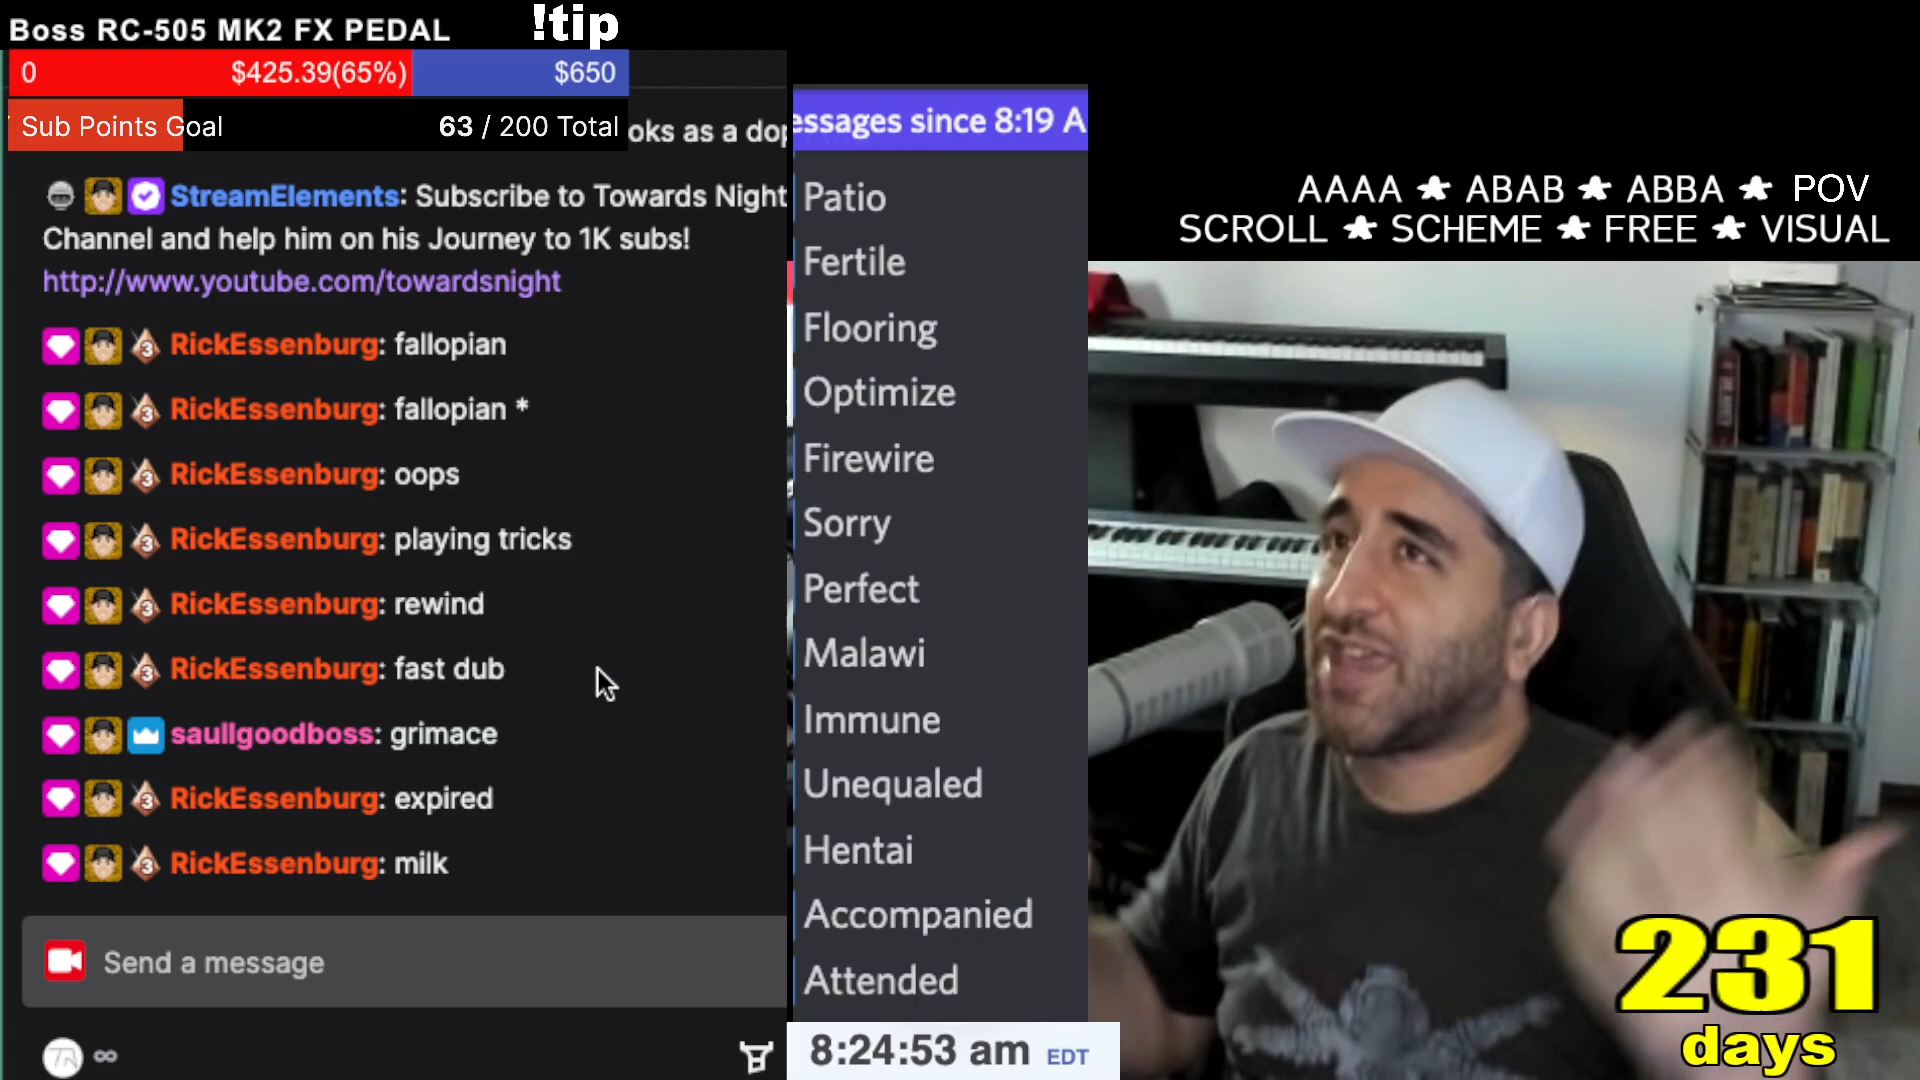 Boss RC-505 MK2 FX PEDAL
!tip
0 $425.39(65%) $650
Sub Points Goal 63 / 200 Total
oks as a dop
StreamElements: Subscribe to Towards Night
Channel and help him on his Journey to 1K subs!
http://www.youtube.com/towardsnight
RickEssenburg: fallopian
RickEssenburg: fallopian *
RickEssenburg: oops
RickEssenburg: playing tricks
RickEssenburg: rewind
RickEssenburg: fast dub
saullgoodboss: grimace
RickEssenburg: expired
RickEssenburg: milk
Send a message
∞
essages since 8:19 A
Patio
Fertile
Flooring
Optimize
Firewire
Sorry
Perfect
Malawi
Immune
Unequaled
Hentai
Accompanied
Attended
8:24:53 am EDT
AAAA ★ ABAB ★ ABBA ★ POV
SCROLL ★ SCHEME ★ FREE ★ VISUAL
231
days